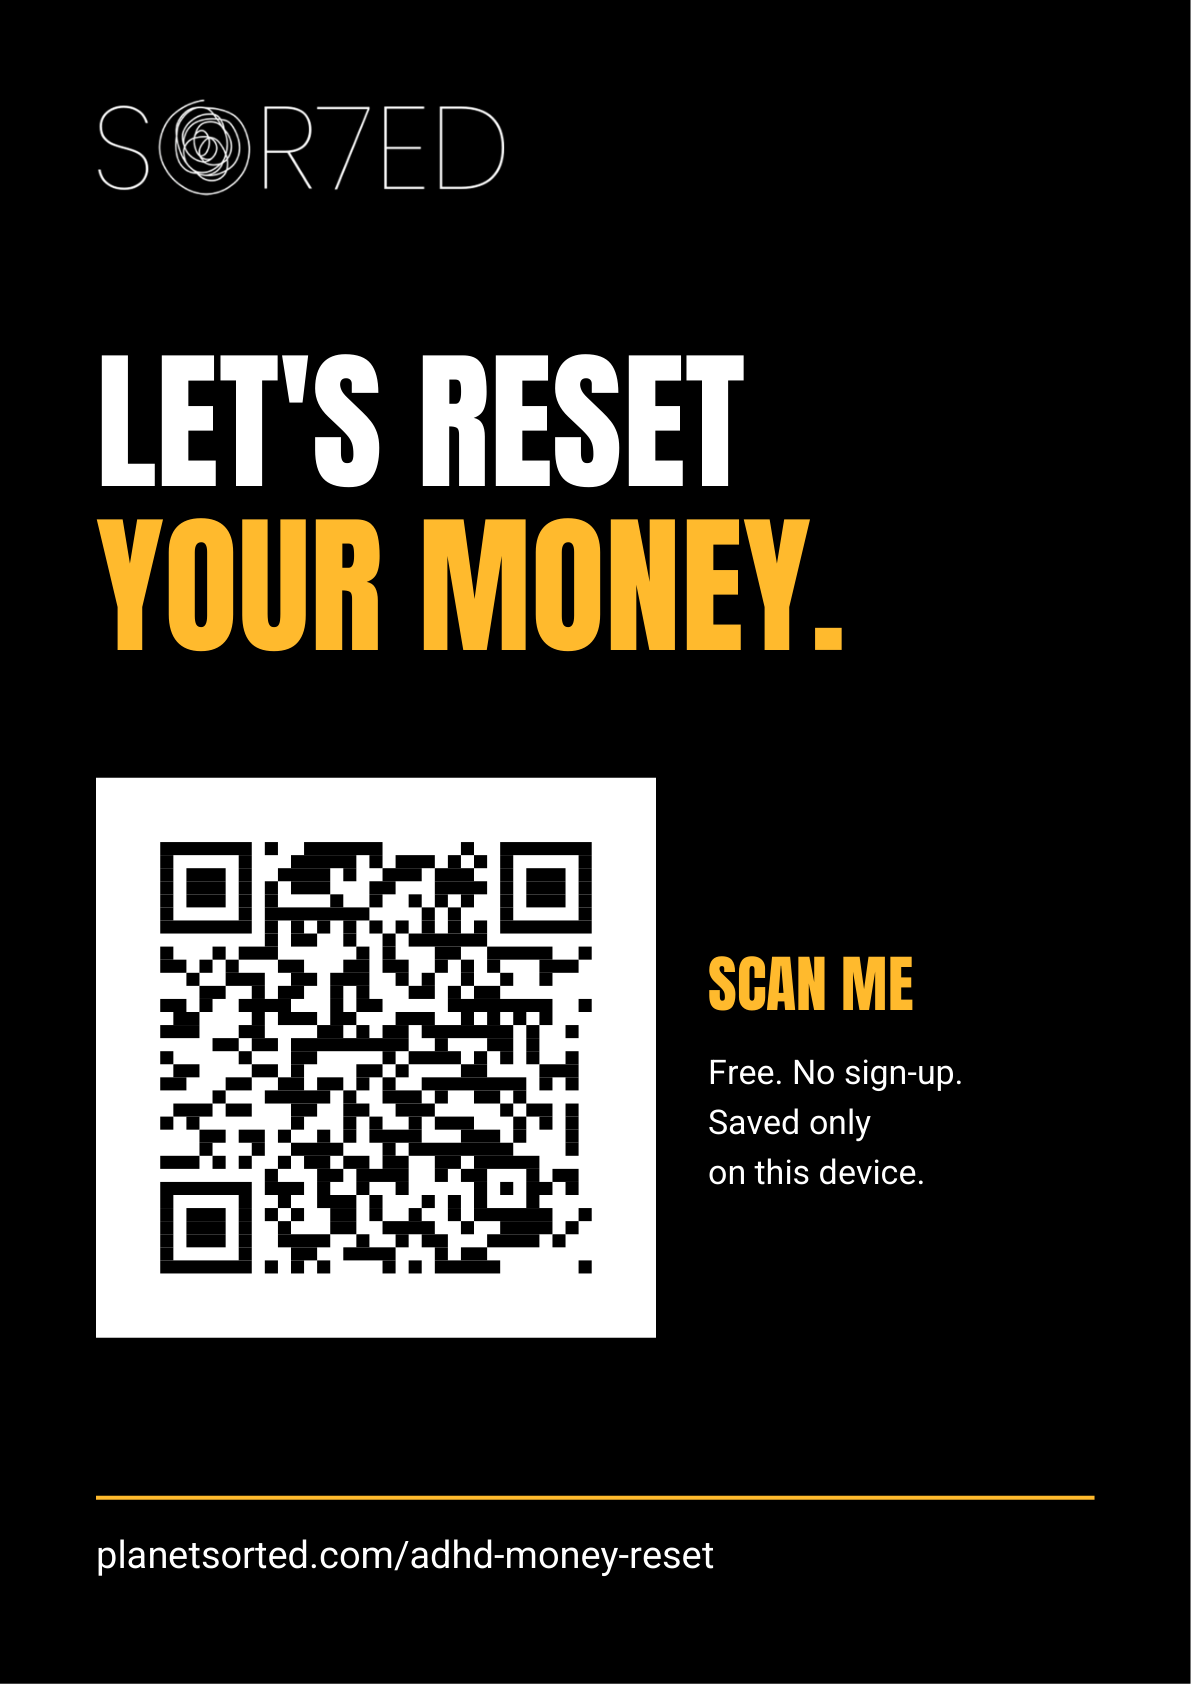 SOR7ED
LET'S RESET
YOUR MONEY.
SCAN ME
Free. No sign-up.
Saved only
on this device.
planetsorted.com/adhd-money-reset